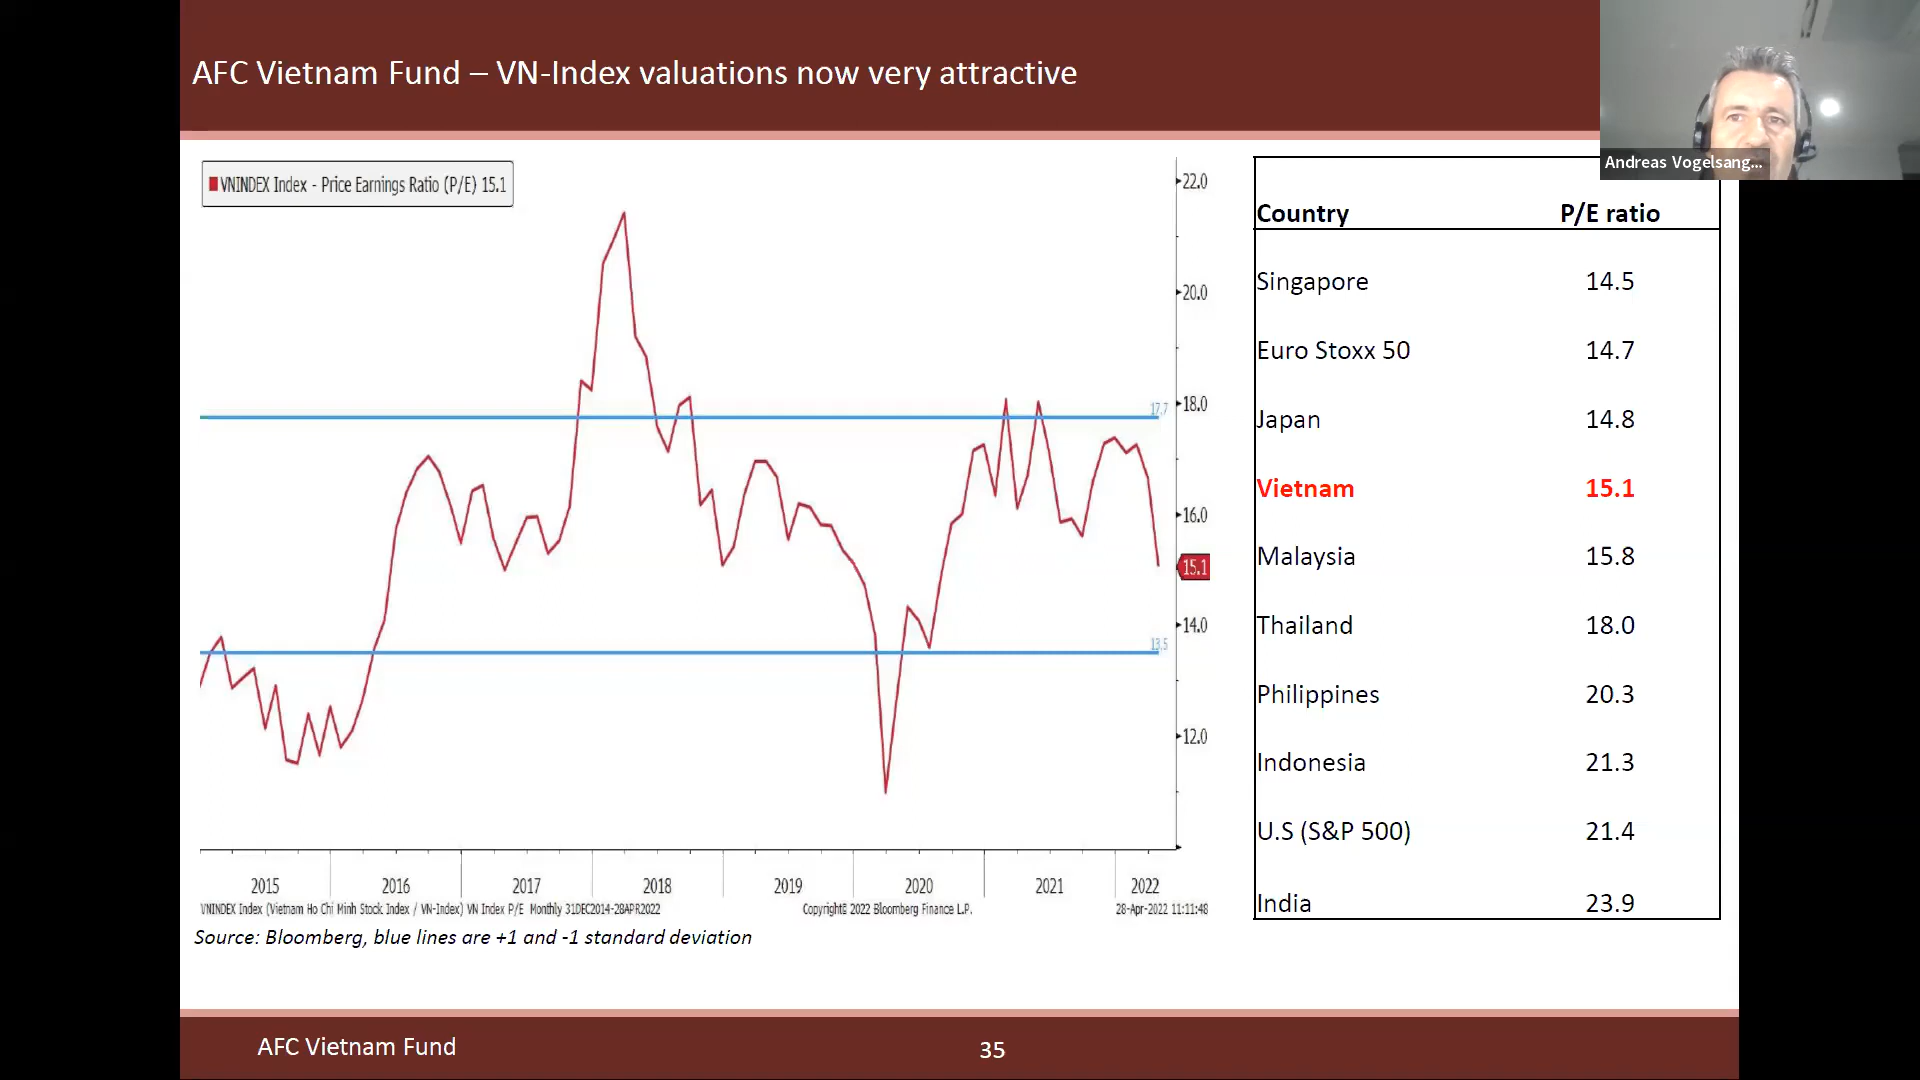 AFC Vietnam Fund – VN-Index valuations now very attractive
Andreas Vogelsang...
VNINDEX Index - Price Earnings Ratio (P/E) 15.1
22.0
20.0
17.7
18.0
16.0
15.1
14.0
13.5
12.0
2015 2016 2017 2018 2019 2020 2021 2022
VNINDEX Index (Vietnam Ho Chi Minh Stock Index / VN-Index) VN Index P/E Monthly 31DEC2014-28APR2022 Copyright© 2022 Bloomberg Finance L.P. 28-Apr-2022 11:11:48
Source: Bloomberg, blue lines are +1 and -1 standard deviation
Country P/E ratio
Singapore 14.5
Euro Stoxx 50 14.7
Japan 14.8
Vietnam 15.1
Malaysia 15.8
Thailand 18.0
Philippines 20.3
Indonesia 21.3
U.S (S&P 500) 21.4
India 23.9
AFC Vietnam Fund 35